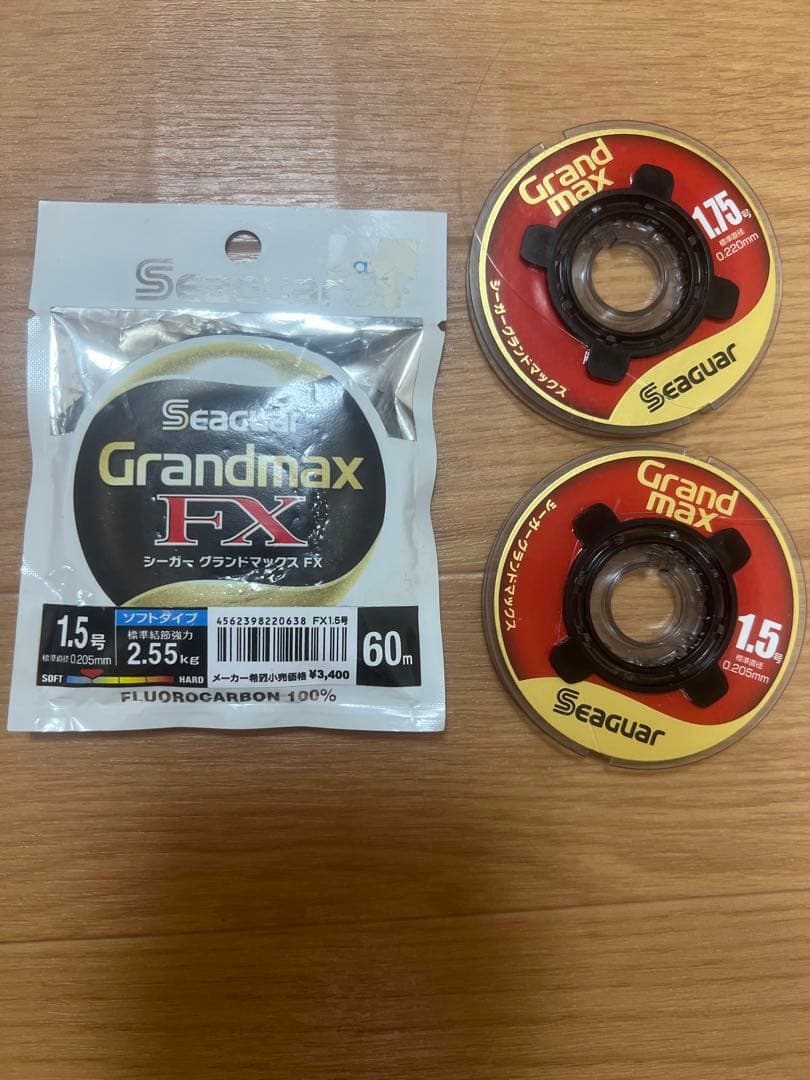 Seaguar
Seaguar
Grandmax
FX
シーガー グランドマックス FX
1.5号
標準直径 0.205mm
ソフトタイプ
標準結節強力
2.55kg
SOFT
HARD
4562398220638 FX1.5号
メーカー希望小売価格 ¥3,400
60m
FLUOROCARBON 100%
Grand
max
1.75号
標準直径
0.220mm
シーガーグランドマックス
Seaguar
Grand
max
シーガーグランドマックス
1.5号
標準直径
0.205mm
Seaguar